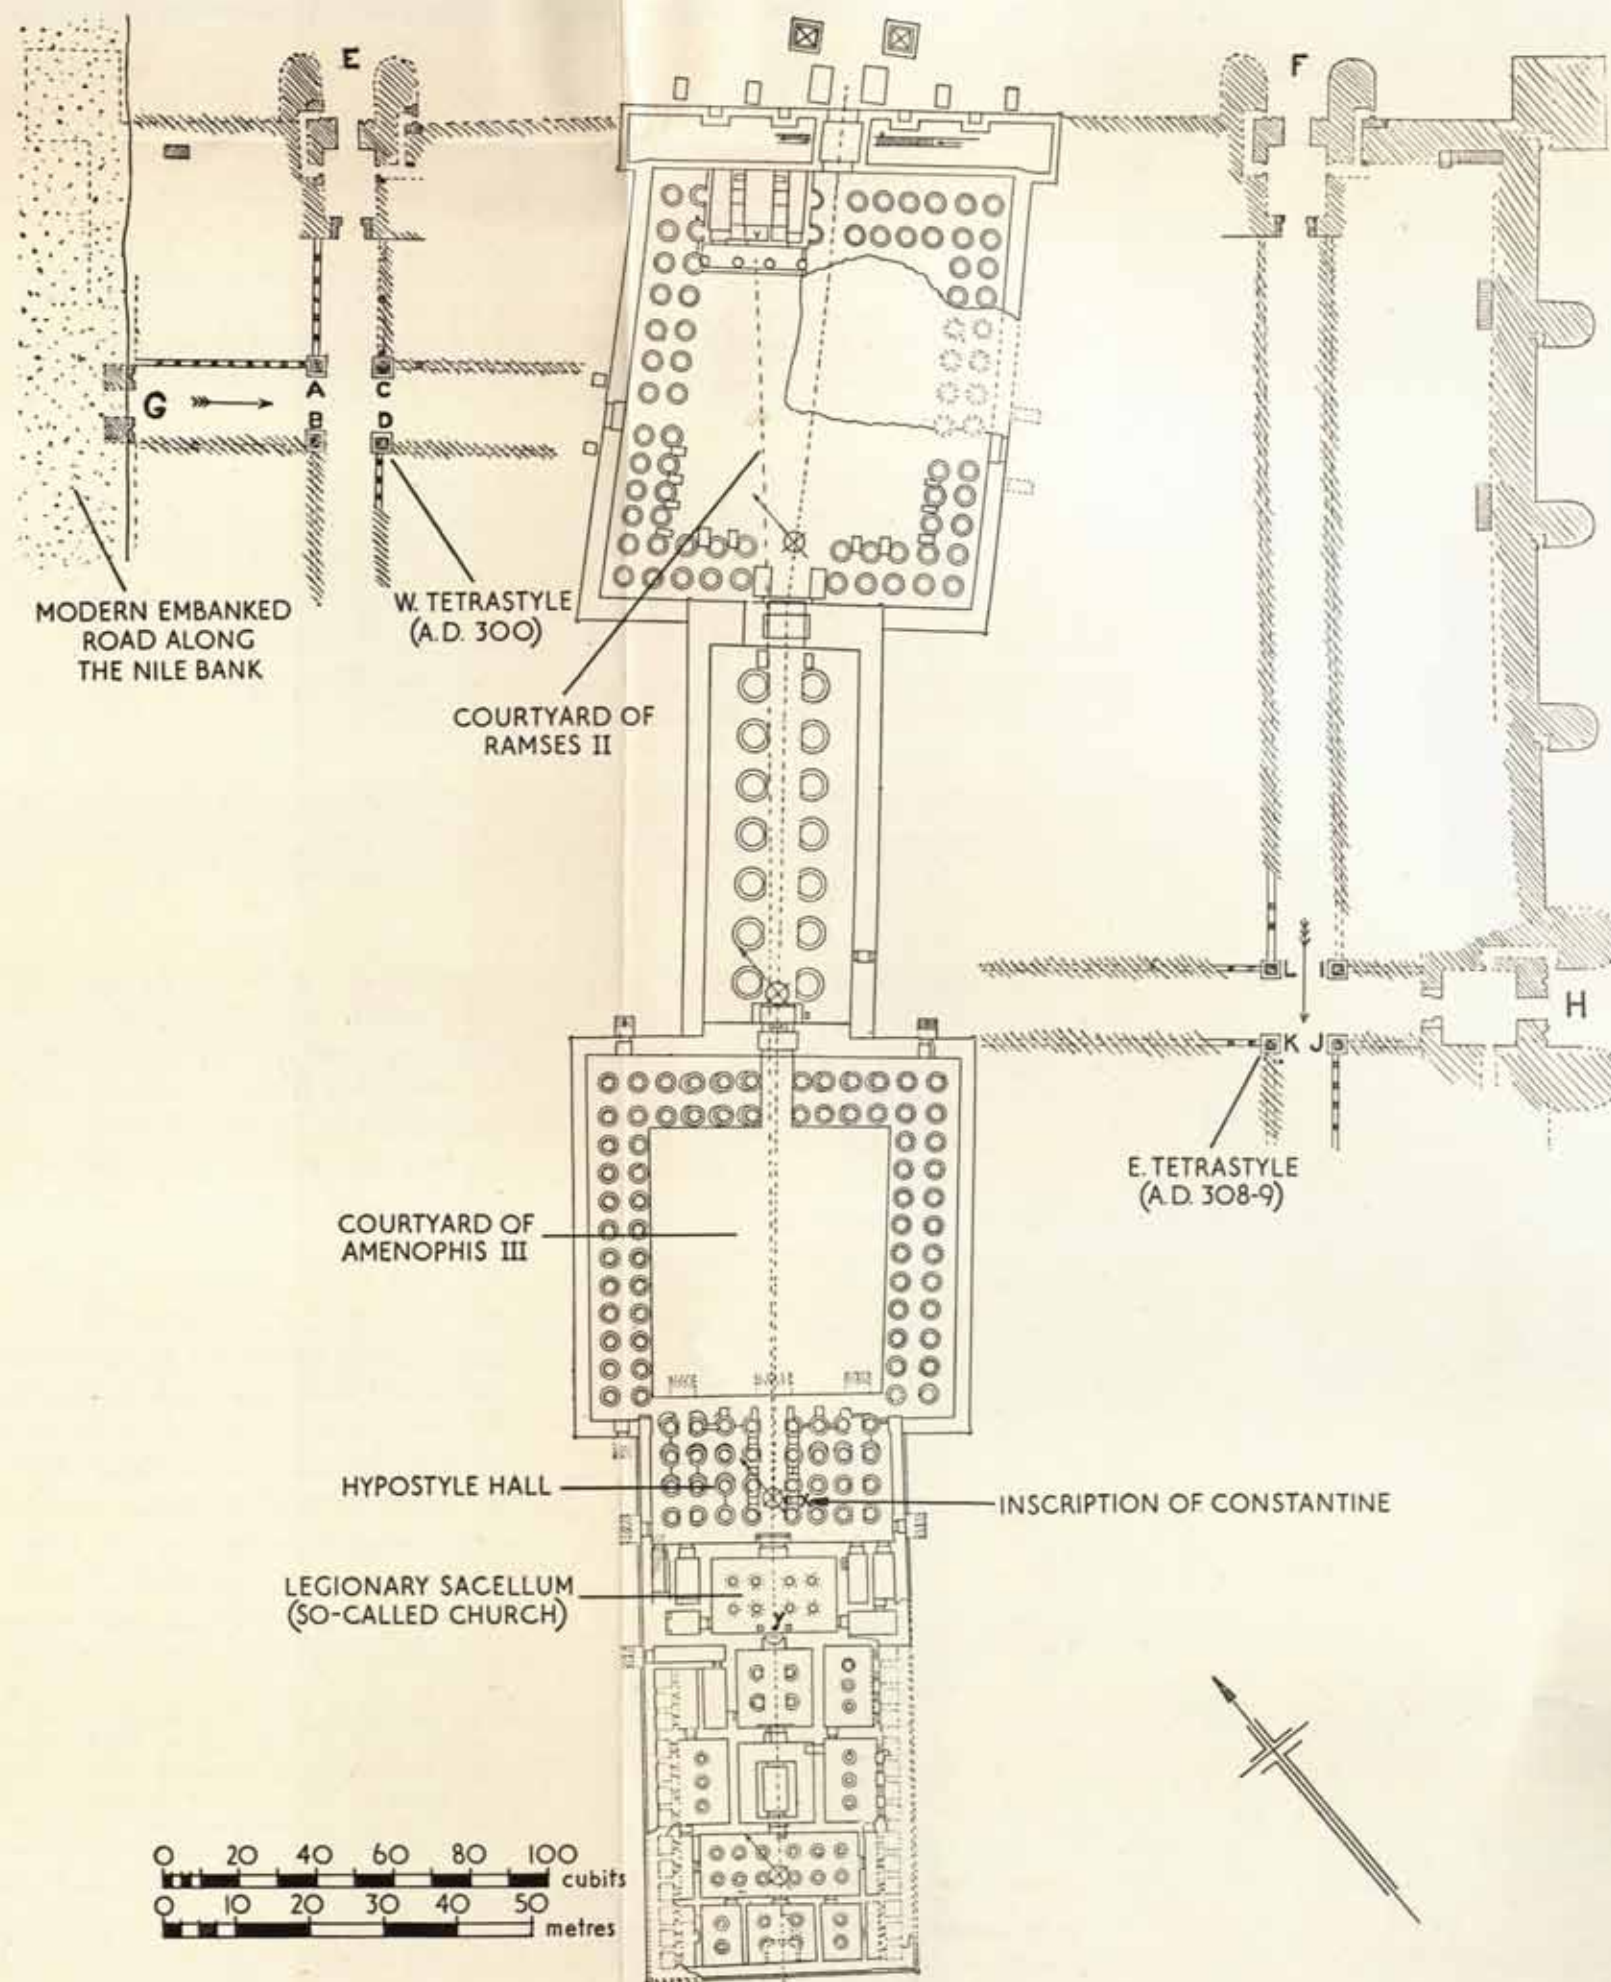 E
F
G
A
C
B
D
MODERN EMBANKED
ROAD ALONG
THE NILE BANK
W. TETRASTYLE
(A.D. 300)
COURTYARD OF
RAMSES II
L
I
H
K
J
E. TETRASTYLE
(A.D. 308-9)
COURTYARD OF
AMENOPHIS III
HYPOSTYLE HALL
INSCRIPTION OF CONSTANTINE
LEGIONARY SACELLUM
(SO-CALLED CHURCH)
0 20 40 60 80 100
cubits
0 10 20 30 40 50
metres